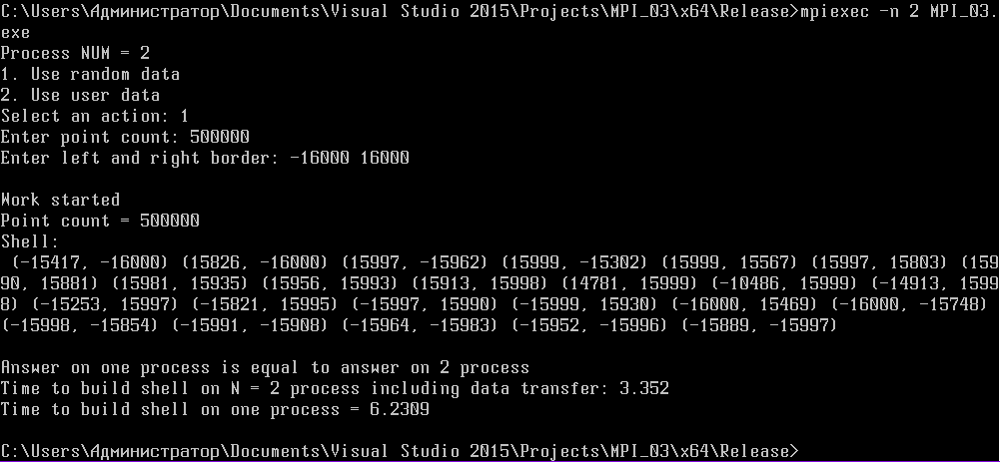 C:\Users\Администратор\Documents\Visual Studio 2015\Projects\MPI_03\x64\Release>mpiexec -n 2 MPI_03.
exe
Process NUM = 2
1. Use random data
2. Use user data
Select an action: 1
Enter point count: 500000
Enter left and right border: -16000 16000
Work started
Point count = 500000
Shell:
(-15417, -16000) (15826, -16000) (15997, -15962) (15999, -15302) (15999, 15567) (15997, 15803) (159
90, 15881) (15981, 15935) (15956, 15993) (15913, 15998) (14781, 15999) (-10486, 15999) (-14913, 1599
8) (-15253, 15997) (-15821, 15995) (-15997, 15990) (-15999, 15930) (-16000, 15469) (-16000, -15748)
(-15998, -15854) (-15991, -15908) (-15964, -15983) (-15952, -15996) (-15889, -15997)
Answer on one process is equal to answer on 2 process
Time to build shell on N = 2 process including data transfer: 3.352
Time to build shell on one process = 6.2309
C:\Users\Администратор\Documents\Visual Studio 2015\Projects\MPI_03\x64\Release>